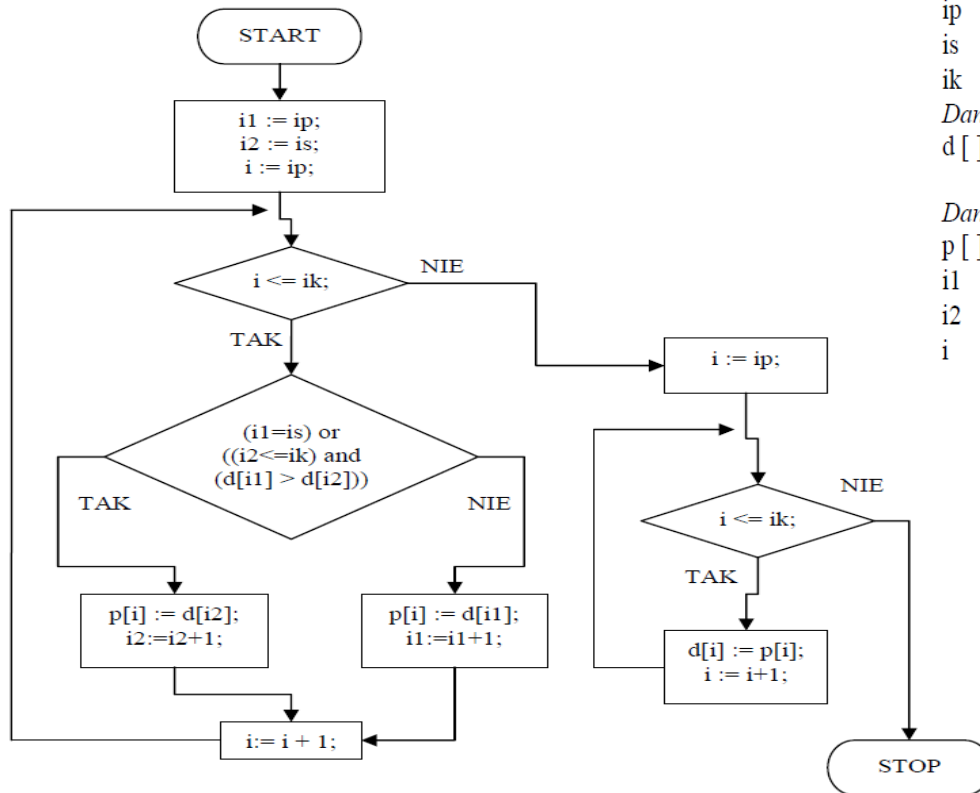 START
i1 := ip;
i2 := is;
i := ip;
i <= ik;
NIE
TAK
(i1=is) or
((i2<=ik) and
(d[i1] > d[i2]))
TAK
NIE
p[i] := d[i2];
i2:=i2+1;
p[i] := d[i1];
i1:=i1+1;
i:= i + 1;
i := ip;
i <= ik;
NIE
TAK
d[i] := p[i];
i := i+1;
STOP
ip
is
ik
d [ ]
p [ ]
i1
i2
i